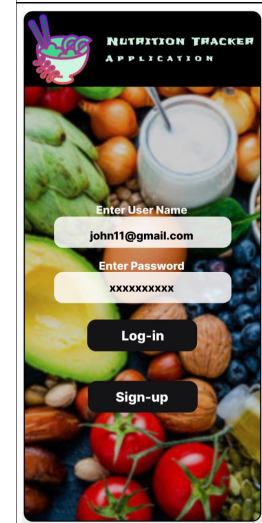 NUTRITION TRACKER
APPLICATION
Enter User Name
john11@gmail.com
Enter Password
xxxxxxxxxx
Log-in
Sign-up